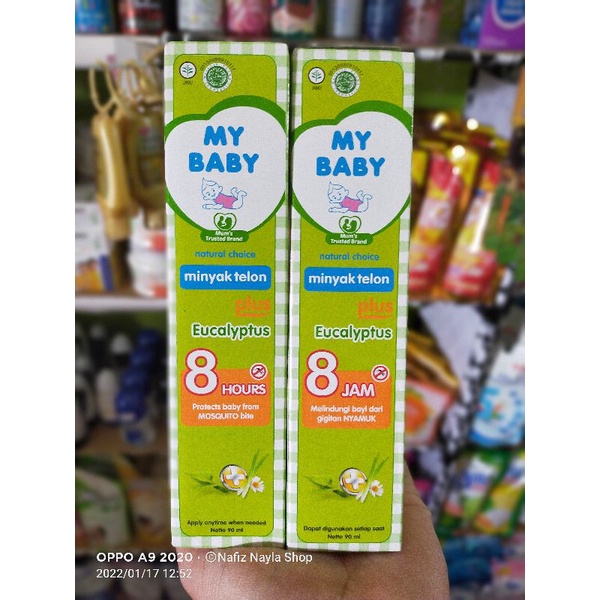 MY
BABY
Mum's
Trusted Brand
natural choice
minyak telon
plus
Eucalyptus
8 HOURS
Protects baby from
MOSQUITO bite
Apply anytime when needed
Netto 90 ml
MY
BABY
Mum's
Trusted Brand
natural choice
minyak telon
plus
Eucalyptus
8 JAM
Melindungi bayi dari
gigitan NYAMUK
Dapat digunakan setiap saat
Netto 90 ml
OPPO A9 2020 · ©Nafiz Nayla Shop
2022/01/17 12:52